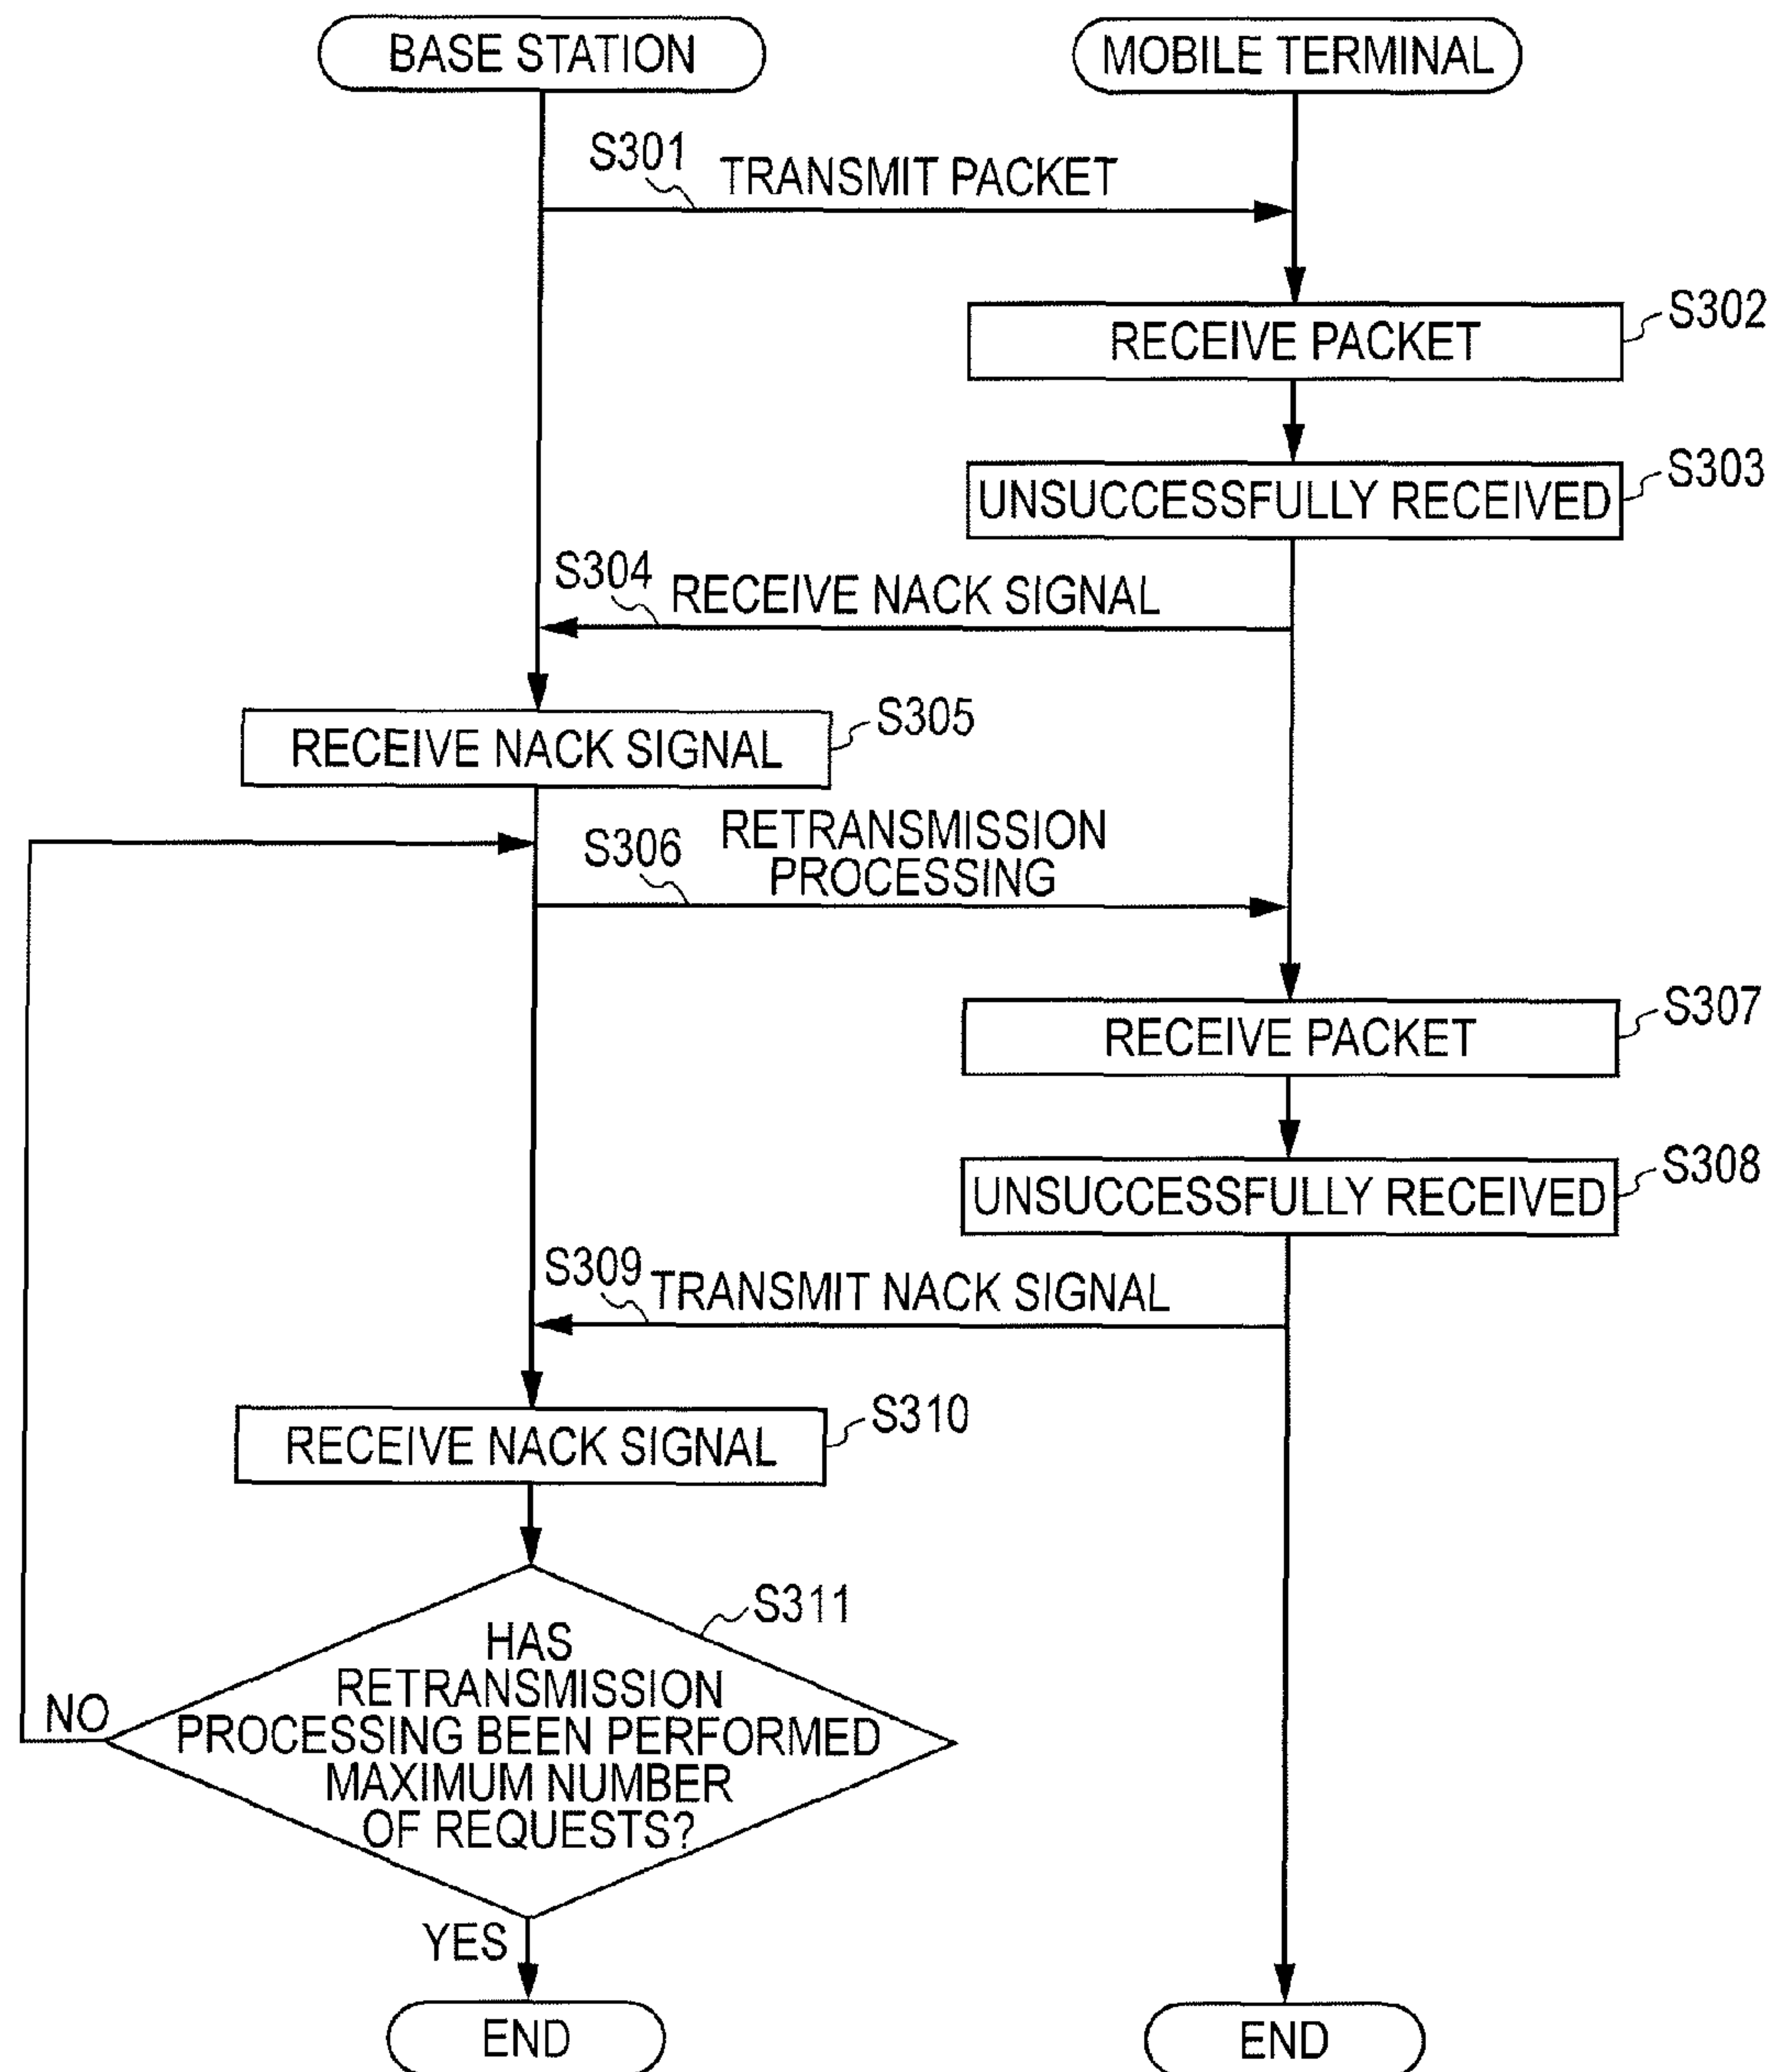 BASE STATION
MOBILE TERMINAL
S301
TRANSMIT PACKET
S302
RECEIVE PACKET
S303
UNSUCCESSFULLY RECEIVED
S304
RECEIVE NACK SIGNAL
S305
RECEIVE NACK SIGNAL
S306
RETRANSMISSION
PROCESSING
S307
RECEIVE PACKET
S308
UNSUCCESSFULLY RECEIVED
S309
TRANSMIT NACK SIGNAL
S310
RECEIVE NACK SIGNAL
S311
HAS
RETRANSMISSION
PROCESSING BEEN PERFORMED
MAXIMUM NUMBER
OF REQUESTS?
NO
YES
END
END